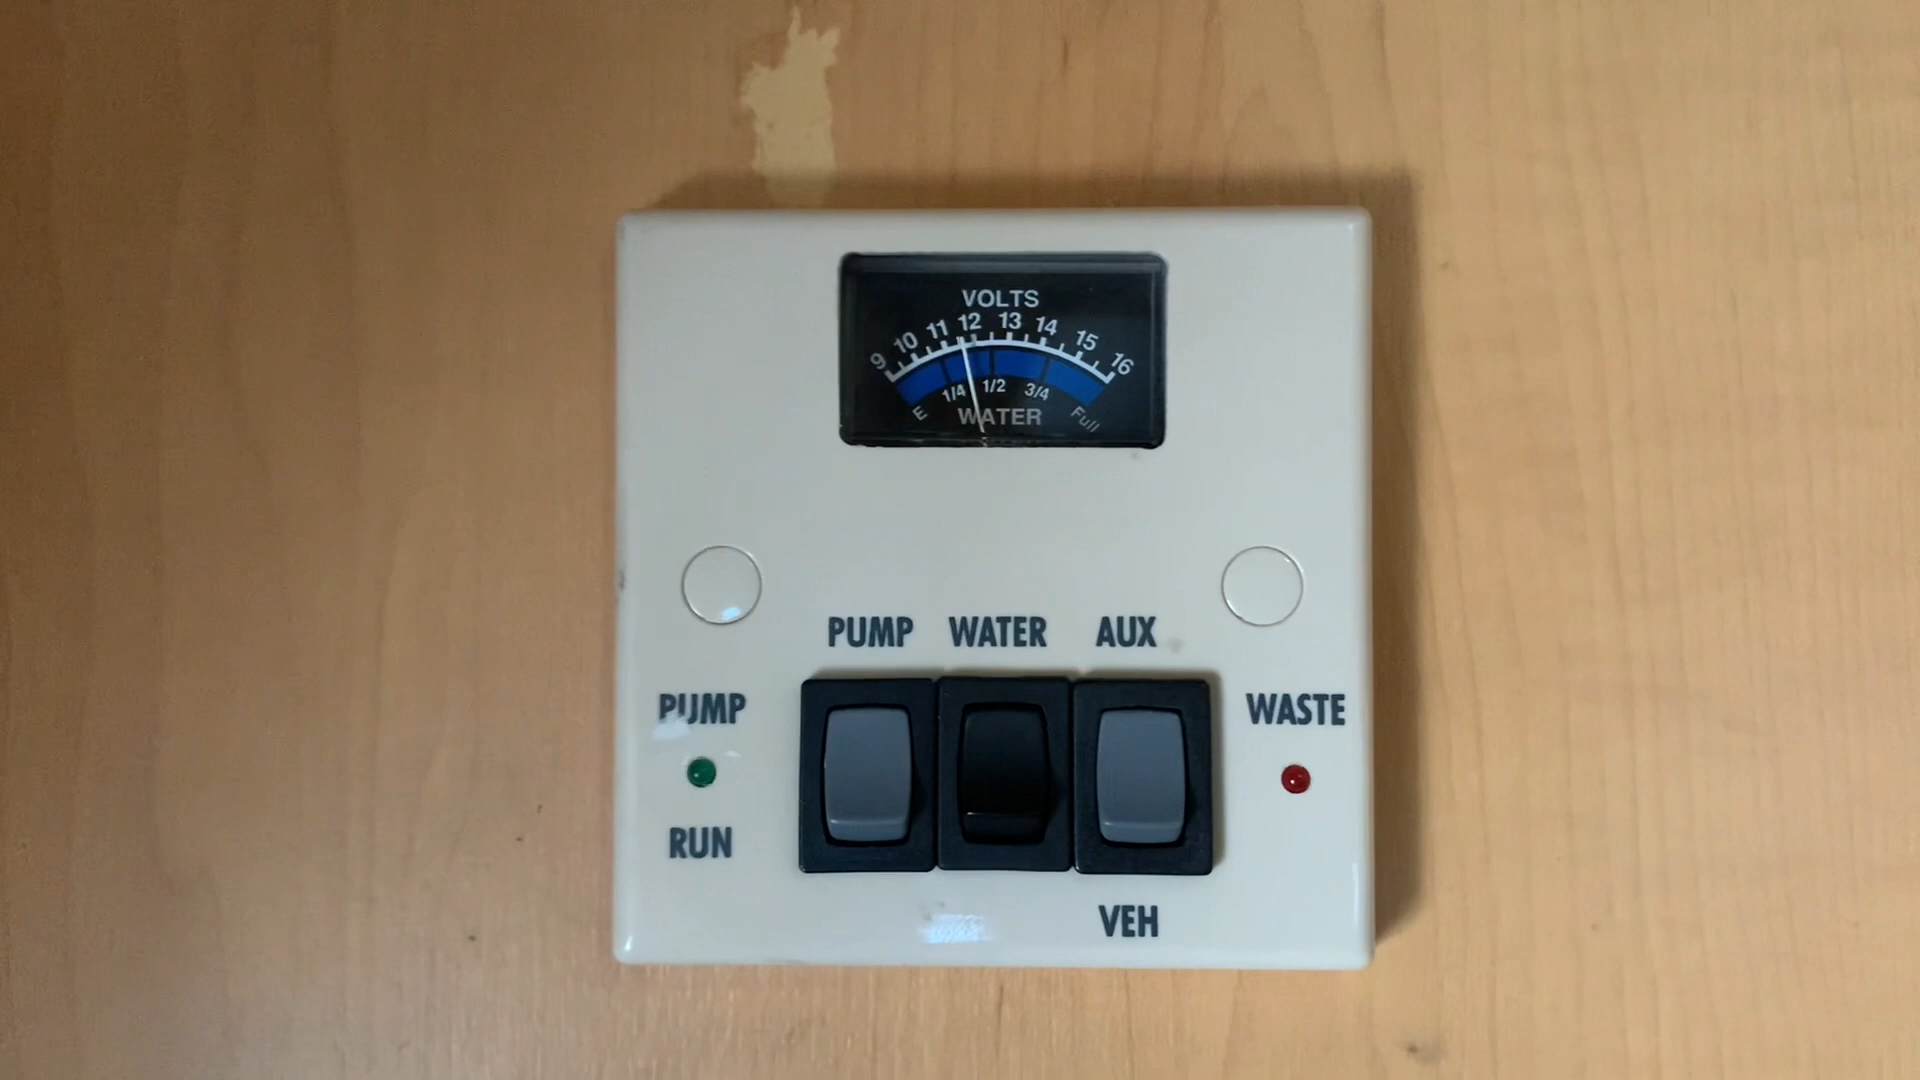 VOLTS
9 10 11 12 13 14 15 16
1/4 1/2 3/4
E WATER Full
PUMP WATER AUX
PUMP
WASTE
RUN
VEH